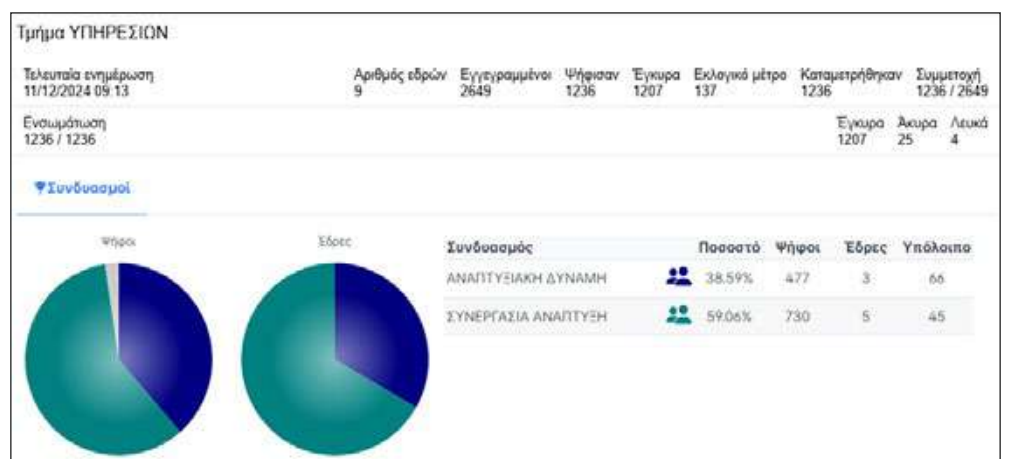 Τμήμα ΥΠΗΡΕΣΙΩΝ
Τελευταία ενημέρωση Αριθμός εδρών Εγγεγραμμένοι Ψήφισαν Έγκυρα Εκλογικό μέτρο Καταμετρήθηκαν Συμμετοχή
11/12/2024 09:13 9 2649 1236 1207 137 1236 1236 / 2649
Ενσωμάτωση Έγκυρα Άκυρα Λευκά
1236 / 1236 1207 25 4
Συνδυασμοί
Ψήφοι Έδρες
Συνδυασμός Ποσοστό Ψήφοι Έδρες Υπόλοιπο
ΑΝΑΠΤΥΞΙΑΚΗ ΔΥΝΑΜΗ 38.59% 477 3 66
ΣΥΝΕΡΓΑΣΙΑ ΑΝΑΠΤΥΞΗ 59.06% 730 5 45